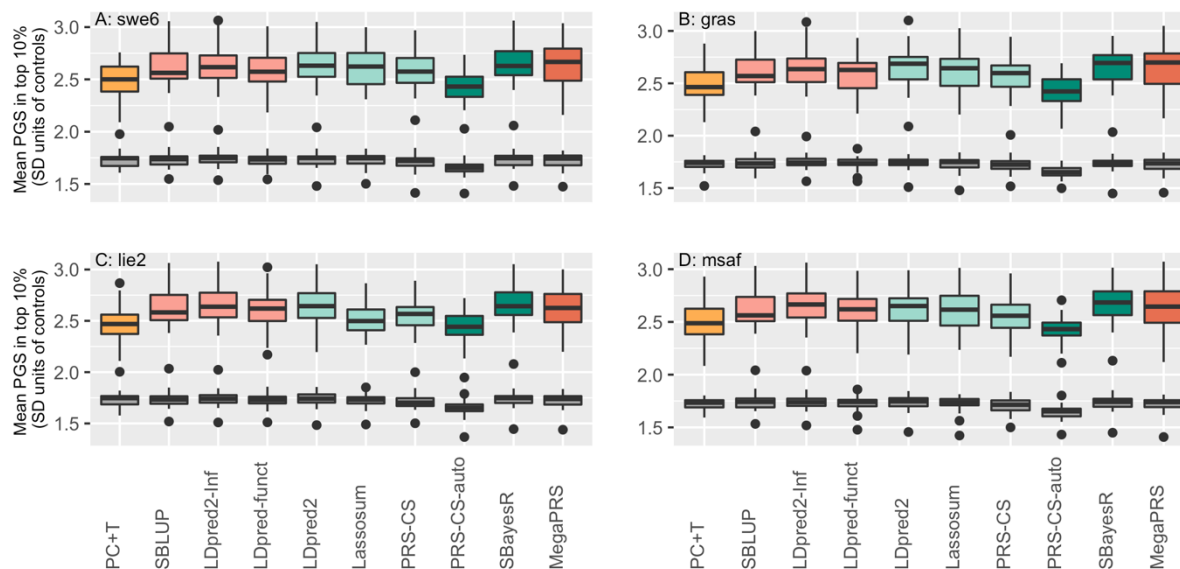 A: swe6
B: gras
Mean PGS in top 10%
(SD units of controls)
3.0
2.5
2.0
1.5
3.0
2.5
2.0
1.5
C: lie2
D: msaf
Mean PGS in top 10%
(SD units of controls)
3.0
2.5
2.0
1.5
3.0
2.5
2.0
1.5
PC+T
SBLUP
LDpred2-Inf
LDpred-funct
LDpred2
Lassosum
PRS-CS
PRS-CS-auto
SBayesR
MegaPRS
PC+T
SBLUP
LDpred2-Inf
LDpred-funct
LDpred2
Lassosum
PRS-CS
PRS-CS-auto
SBayesR
MegaPRS